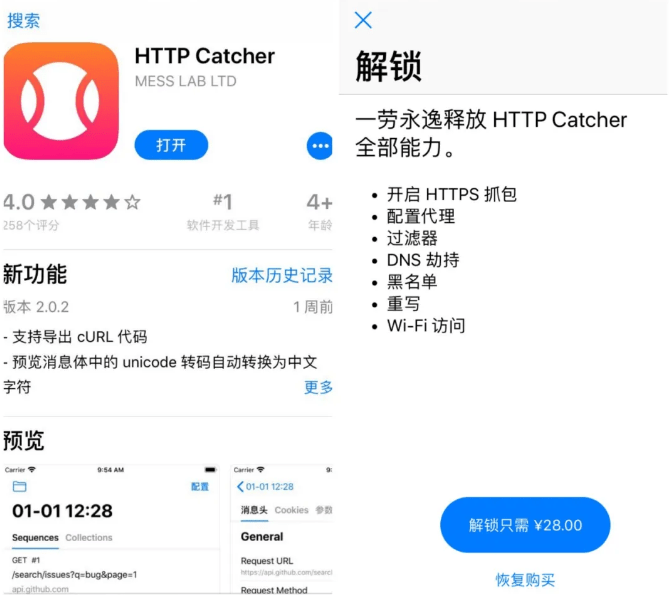 搜索
HTTP Catcher
MESS LAB LTD
打开
4.0
#1
4+
258个评分
软件开发工具
年龄
新功能
版本历史记录
版本 2.0.2
1 周前
- 支持导出 cURL 代码
- 预览消息体中的 unicode 转码自动转换为中文
字符
更多
预览
Carrier
9:54 AM
配置
01-01 12:28
Sequences
Collections
GET #1
/search/issues?q=bug&page=1
api.github.com
Carrier
9:
01-01 12:28
消息头
Cookies
参数
General
Request URL
https://api.github.com/searc
Request Method
解锁
一劳永逸释放 HTTP Catcher
全部能力。
• 开启 HTTPS 抓包
• 配置代理
• 过滤器
• DNS 劫持
• 黑名单
• 重写
• Wi-Fi 访问
解锁只需 ¥28.00
恢复购买